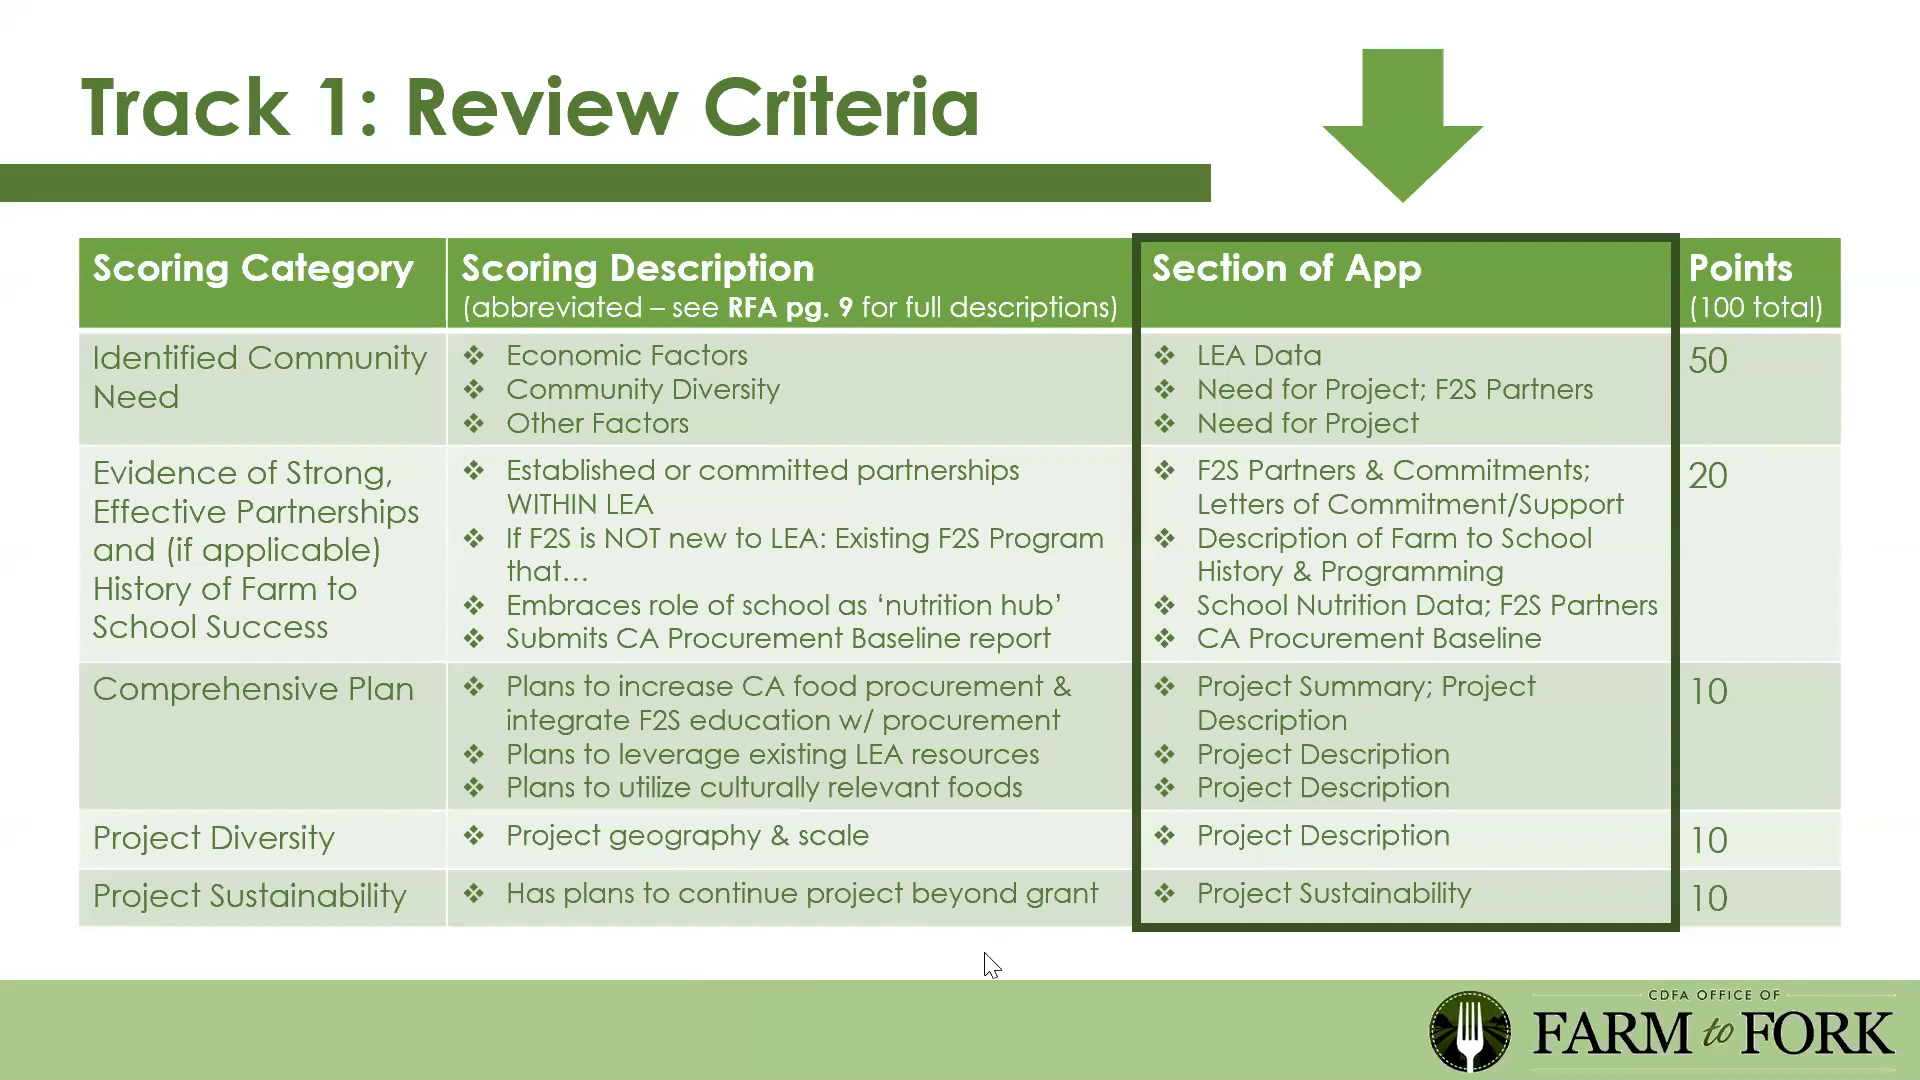 Track 1: Review Criteria
Scoring Category
Scoring Description
(abbreviated – see RFA pg. 9 for full descriptions)
Section of App
Points
(100 total)
Identified Community
Need
❖ Economic Factors
❖ Community Diversity
❖ Other Factors
❖ LEA Data
❖ Need for Project; F2S Partners
❖ Need for Project
50
Evidence of Strong,
Effective Partnerships
and (if applicable)
History of Farm to
School Success
❖ Established or committed partnerships
WITHIN LEA
❖ If F2S is NOT new to LEA: Existing F2S Program
that…
❖ Embraces role of school as ‘nutrition hub’
❖ Submits CA Procurement Baseline report
❖ F2S Partners & Commitments;
Letters of Commitment/Support
❖ Description of Farm to School
History & Programming
❖ School Nutrition Data; F2S Partners
❖ CA Procurement Baseline
20
Comprehensive Plan
❖ Plans to increase CA food procurement &
integrate F2S education w/ procurement
❖ Plans to leverage existing LEA resources
❖ Plans to utilize culturally relevant foods
❖ Project Summary; Project
Description
❖ Project Description
❖ Project Description
10
Project Diversity
❖ Project geography & scale
❖ Project Description
10
Project Sustainability
❖ Has plans to continue project beyond grant
❖ Project Sustainability
10
CDFA OFFICE OF
FARM to FORK